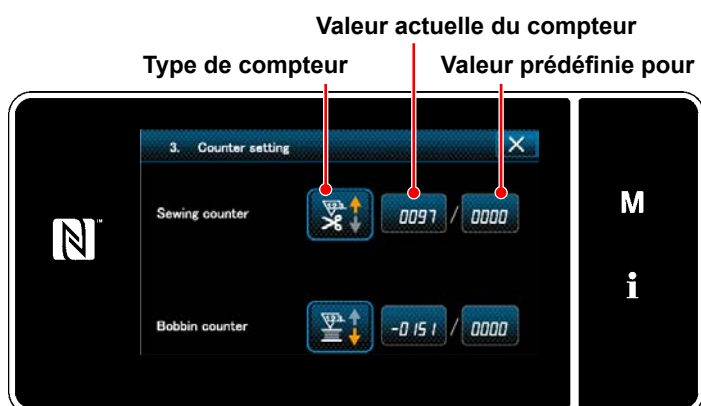 Valeur actuelle du compteur
Type de compteur
Valeur prédéfinie pour
3. Counter setting
Sewing counter
0097 / 0000
M
i
Bobbin counter
-0151 / 0000